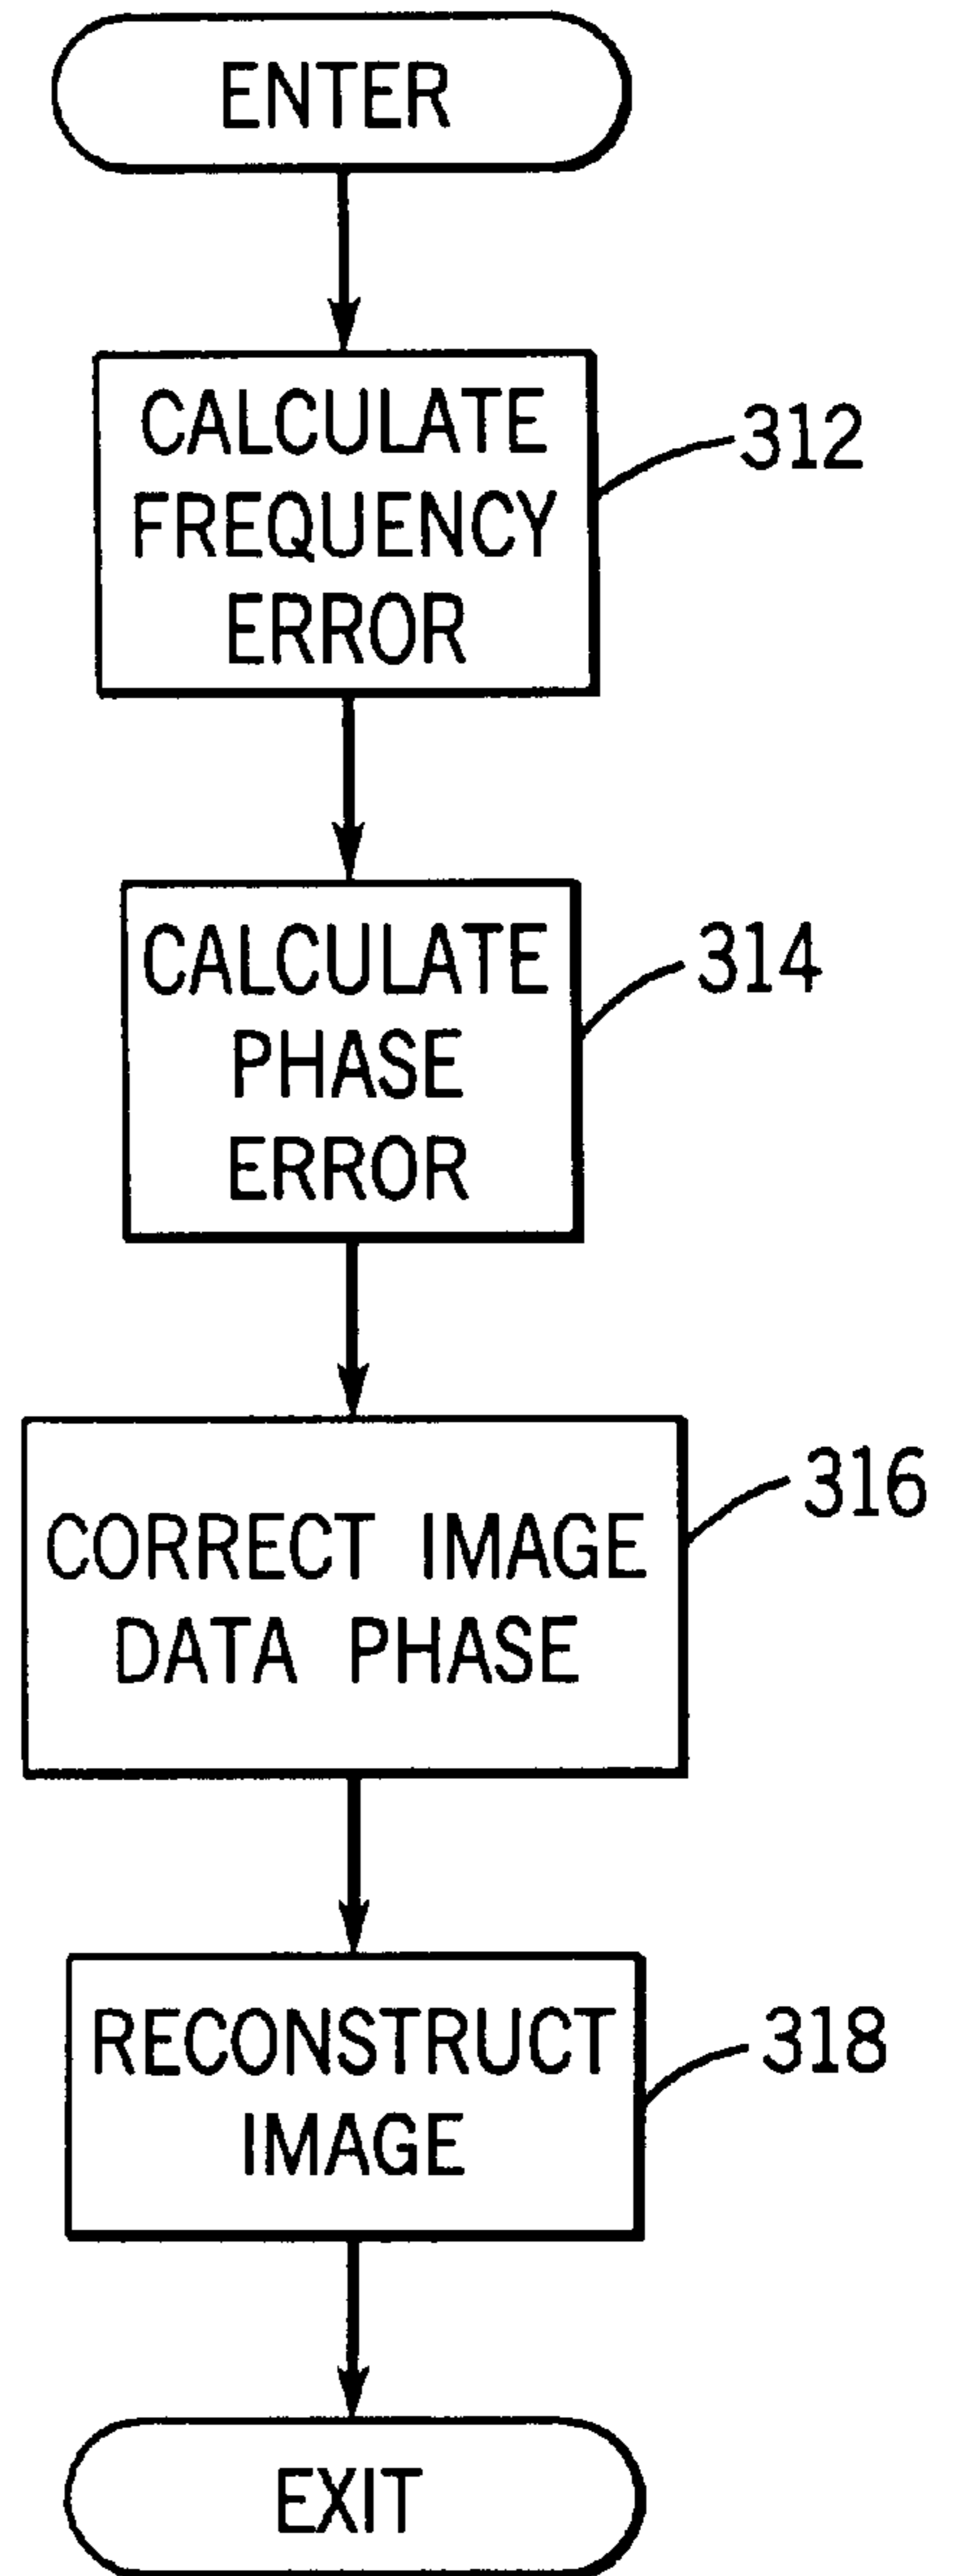 ENTER
CALCULATE
FREQUENCY
ERROR
312
CALCULATE
PHASE
ERROR
314
CORRECT IMAGE
DATA PHASE
316
RECONSTRUCT
IMAGE
318
EXIT